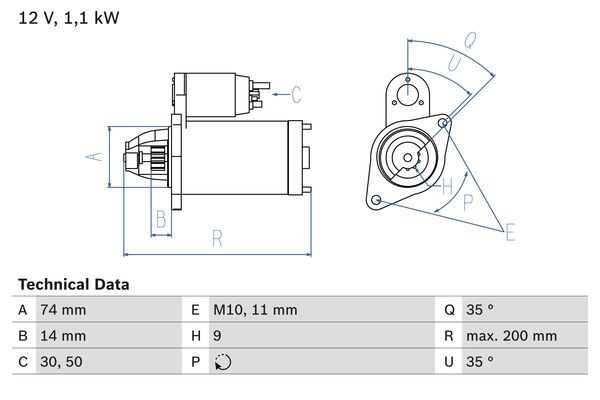 12 V, 1,1 kW
Q
U
C
A
B
R
H
P
E
Technical Data
A 74 mm E M10, 11 mm Q 35 °
B 14 mm H 9 R max. 200 mm
C 30, 50 P U 35 °